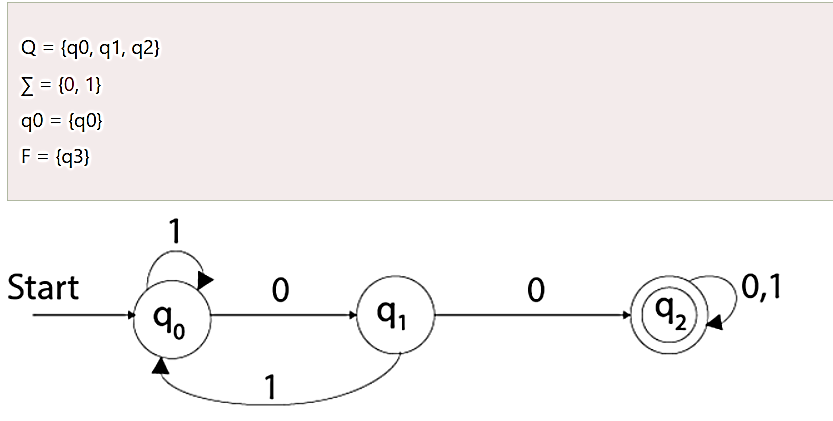 Q = {q0, q1, q2}
∑ = {0, 1}
q0 = {q0}
F = {q3}
1
Start
0
0
0,1
q₀
q₁
q₂
1